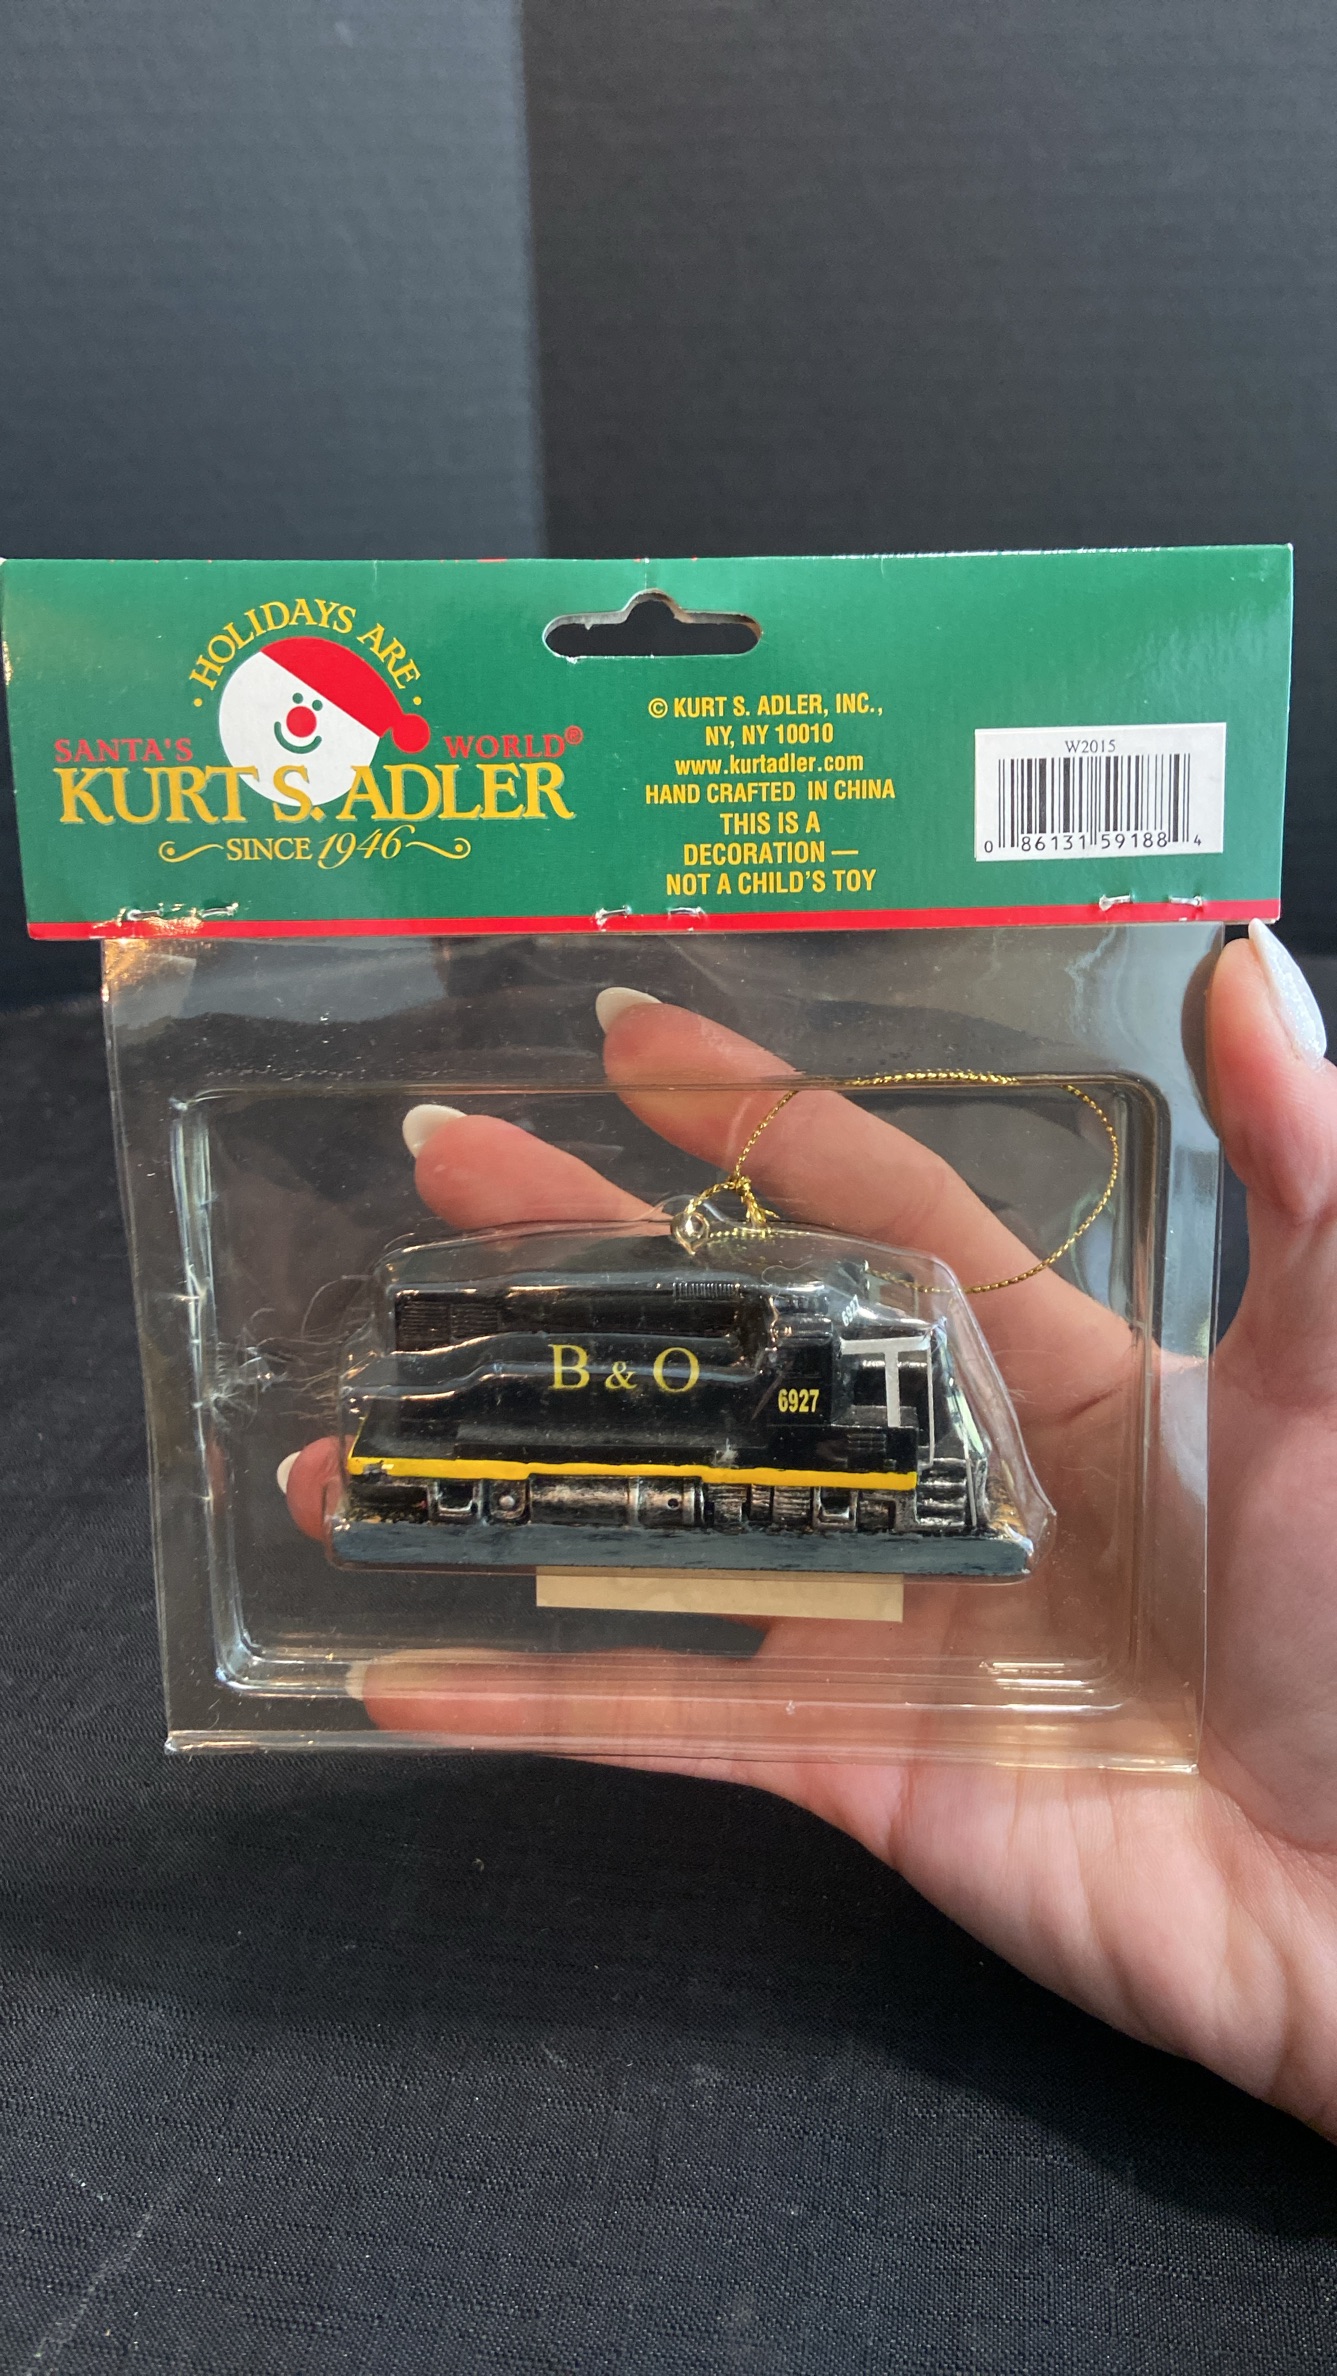 HOLIDAYS ARE
SANTA'S WORLD®
KURT S. ADLER
SINCE 1946
© KURT S. ADLER, INC.,
NY, NY 10010
www.kurtadler.com
HAND CRAFTED IN CHINA
THIS IS A
DECORATION —
NOT A CHILD'S TOY
W2015
0 86131 59188 4
B & O
6927